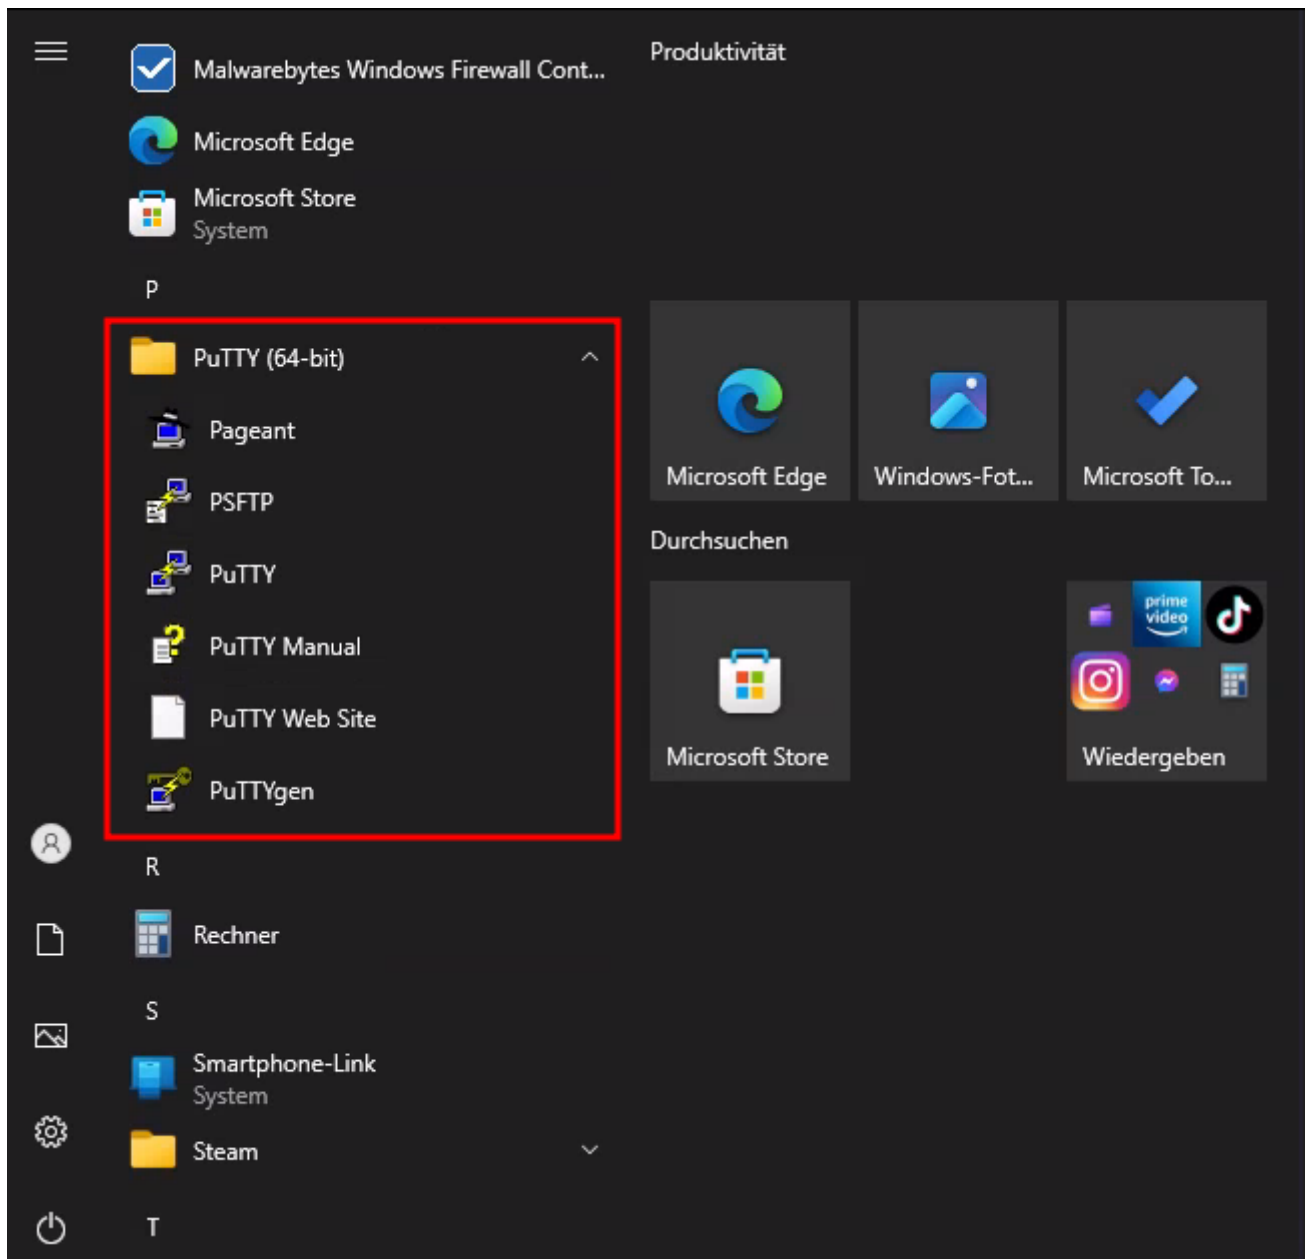 Malwarebytes Windows Firewall Cont...
Microsoft Edge
Microsoft Store
System
P
PuTTY (64-bit)
Pageant
PSFTP
PuTTY
PuTTY Manual
PuTTY Web Site
PuTTYgen
R
Rechner
S
Smartphone-Link
System
Steam
T
Produktivität
Microsoft Edge
Windows-Fot...
Microsoft To...
Durchsuchen
Microsoft Store
prime
video
Wiedergeben